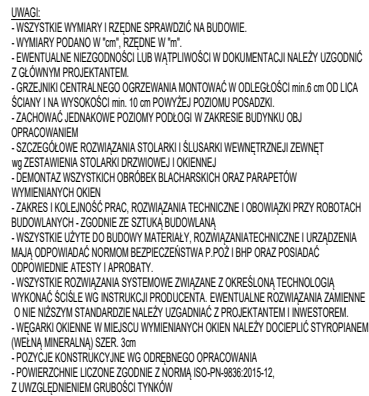 UWAGI:
- WSZYSTKIE WYMIARY I RZĘDNE SPRAWDZIĆ NA BUDOWIE.
- WYMIARY PODANO W "cm", RZĘDNE W "m".
- EWENTUALNE NIEZGODNOŚCI LUB WĄTPLIWOŚCI W DOKUMENTACJI NALEŻY UZGODNIĆ
Z GŁÓWNYM PROJEKTANTEM.
- GRZEJNIKI CENTRALNEGO OGRZEWANIA MONTOWAĆ W ODLEGŁOŚCI min.6 cm OD LICA
ŚCIANY I NA WYSOKOŚCI min. 10 cm POWYŻEJ POZIOMU POSADZKI.
- ZACHOWAĆ JEDNAKOWE POZIOMY PODŁOGI W ZAKRESIE BUDYNKU OBJ
OPRACOWANIEM
- SZCZEGÓŁOWE ROZWIĄZANIA STOLARKI I ŚLUSARKI WEWNĘTRZNEJI ZEWNĘT
wg ZESTAWIENIA STOLARKI DRZWIOWEJ I OKIENNEJ
- DEMONTAŻ WSZYSTKICH OBRÓBEK BLACHARSKICH ORAZ PARAPETÓW
WYMIENIANYCH OKIEN
- ZAKRES I KOLEJNOŚĆ PRAC, ROZWIĄZANIA TECHNICZNE I OBOWIĄZKI PRZY ROBOTACH
BUDOWLANYCH - ZGODNIE ZE SZTUKĄ BUDOWLANĄ
- WSZYSTKIE UŻYTE DO BUDOWY MATERIAŁY, ROZWIĄZANIATECHNICZNE I URZĄDZENIA
MAJĄ ODPOWIADAĆ NORMOM BEZPIECZEŃSTWA P.POŻ I BHP ORAZ POSIADAĆ
ODPOWIEDNIE ATESTY I APROBATY.
- WSZYSTKIE ROZWIĄZANIA SYSTEMOWE ZWIĄZANE Z OKREŚLONĄ TECHNOLOGIĄ
WYKONAĆ ŚCIŚLE WG INSTRUKCJI PRODUCENTA. EWENTUALNE ROZWIĄZANIA ZAMIENNE
O NIE NIŻSZYM STANDARDZIE NALEŻY UZGADNIAĆ Z PROJEKTANTEM I INWESTOREM.
- WĘGARKI OKIENNE W MIEJSCU WYMIENIANYCH OKIEN NALEŻY DOCIEPLIĆ STYROPIANEM
(WEŁNĄ MINERALNĄ) SZER. 3cm
- POZYCJE KONSTRUKCYJNE WG ODRĘBNEGO OPRACOWANIA
- POWIERZCHNIE LICZONE ZGODNIE Z NORMĄ ISO-PN-9836:2015-12,
Z UWZGLĘDNIENIEM GRUBOŚCI TYNKÓW